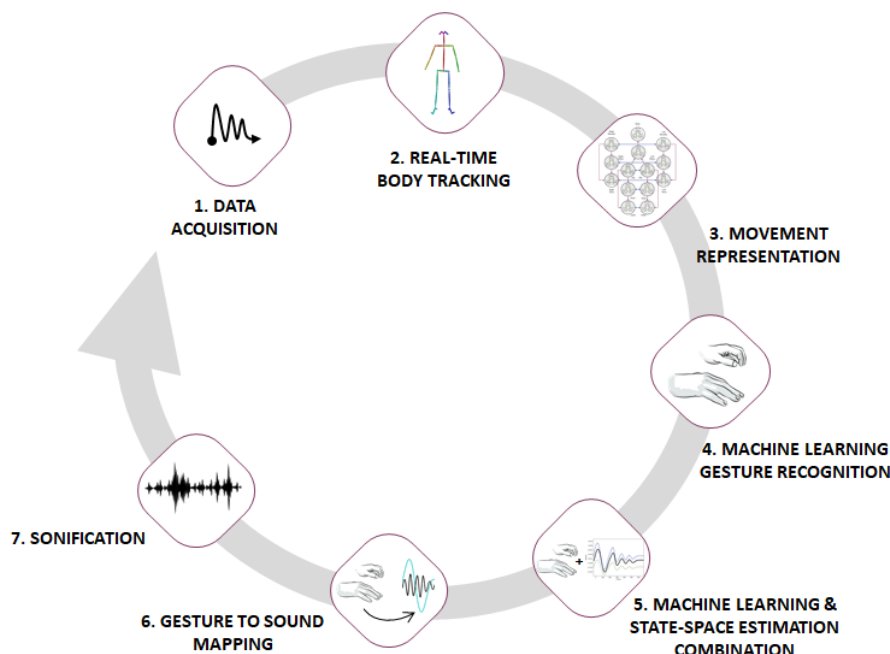 1. DATA
ACQUISITION
2. REAL-TIME
BODY TRACKING
3. MOVEMENT
REPRESENTATION
4. MACHINE LEARNING
GESTURE RECOGNITION
5. MACHINE LEARNING &
STATE-SPACE ESTIMATION
COMBINATION
6. GESTURE TO SOUND
MAPPING
7. SONIFICATION
+